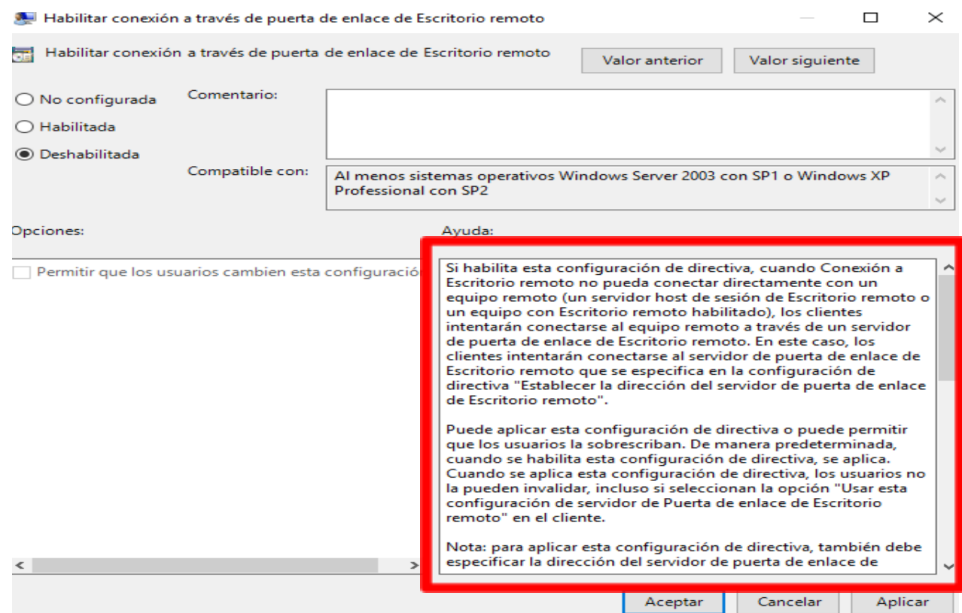 Habilitar conexión a través de puerta de enlace de Escritorio remoto
Habilitar conexión a través de puerta de enlace de Escritorio remoto
Valor anterior
Valor siguiente
No configurada
Habilitada
Deshabilitada
Comentario:
Compatible con:
Al menos sistemas operativos Windows Server 2003 con SP1 o Windows XP
Professional con SP2
Opciones:
Ayuda:
Permitir que los usuarios cambien esta configuració
Si habilita esta configuración de directiva, cuando Conexión a
Escritorio remoto no pueda conectar directamente con un
equipo remoto (un servidor host de sesión de Escritorio remoto o
un equipo con Escritorio remoto habilitado), los clientes
intentarán conectarse al equipo remoto a través de un servidor
de puerta de enlace de Escritorio remoto. En este caso, los
clientes intentarán conectarse al servidor de puerta de enlace de
Escritorio remoto que se especifica en la configuración de
directiva "Establecer la dirección del servidor de puerta de enlace
de Escritorio remoto".
Puede aplicar esta configuración de directiva o puede permitir
que los usuarios la sobrescriban. De manera predeterminada,
cuando se habilita esta configuración de directiva, se aplica.
Cuando se aplica esta configuración de directiva, los usuarios no
la pueden invalidar, incluso si seleccionan la opción "Usar esta
configuración de servidor de Puerta de enlace de Escritorio
remoto" en el cliente.
Nota: para aplicar esta configuración de directiva, también debe
especificar la dirección del servidor de puerta de enlace de
Aceptar
Cancelar
Aplicar